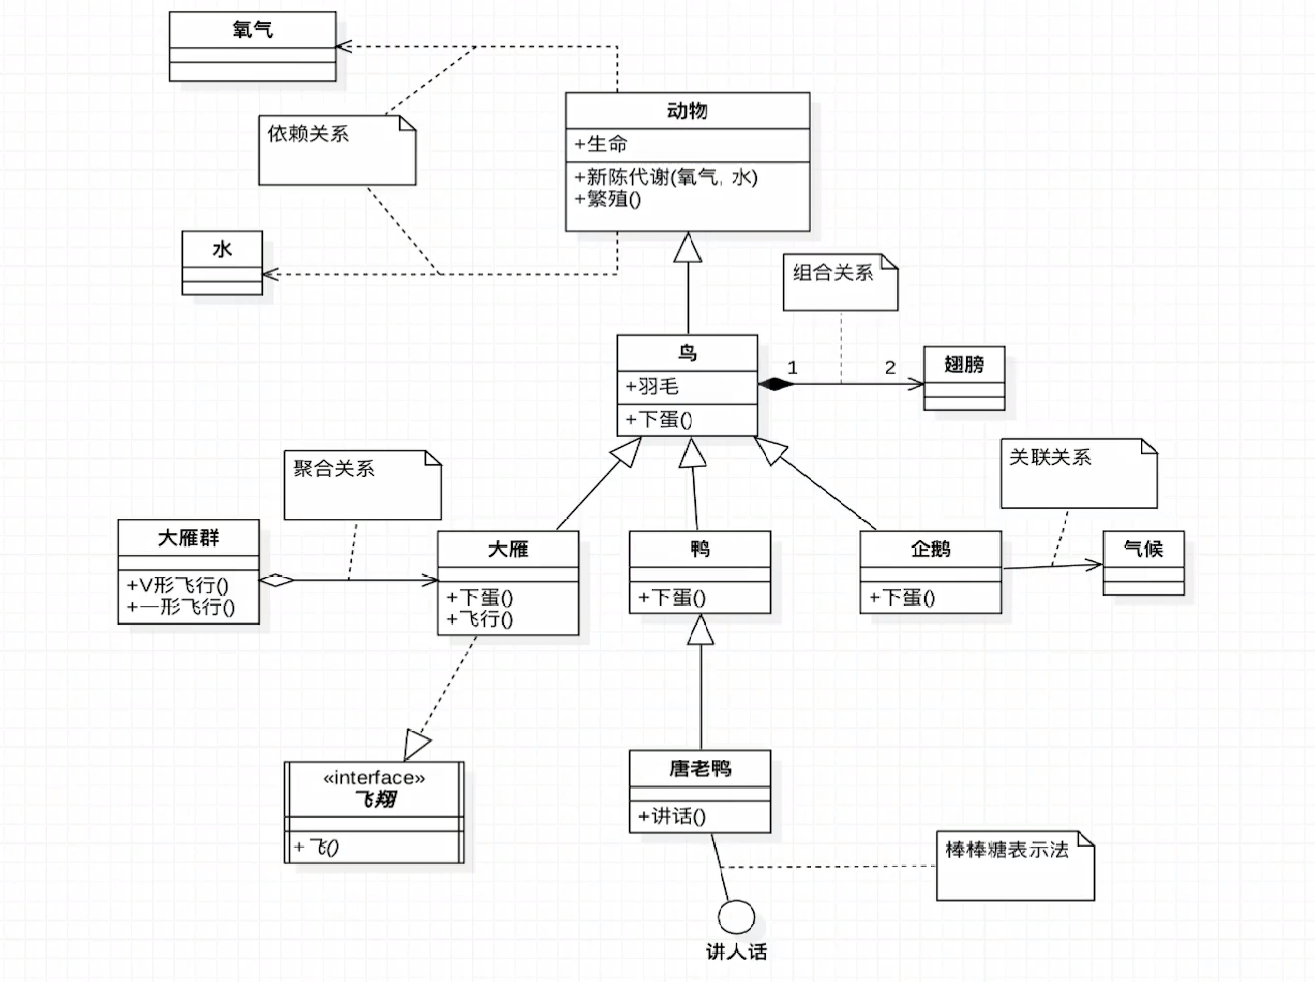 氧气
动物
+生命
+新陈代谢(氧气, 水)
+繁殖()
依赖关系
水
组合关系
鸟
+羽毛
+下蛋()
1
2
翅膀
聚合关系
关联关系
大雁群
+V形飞行()
+一形飞行()
大雁
+下蛋()
+飞行()
鸭
+下蛋()
企鹅
+下蛋()
气候
«interface»
飞翔
+飞()
唐老鸭
+讲话()
棒棒糖表示法
讲人话